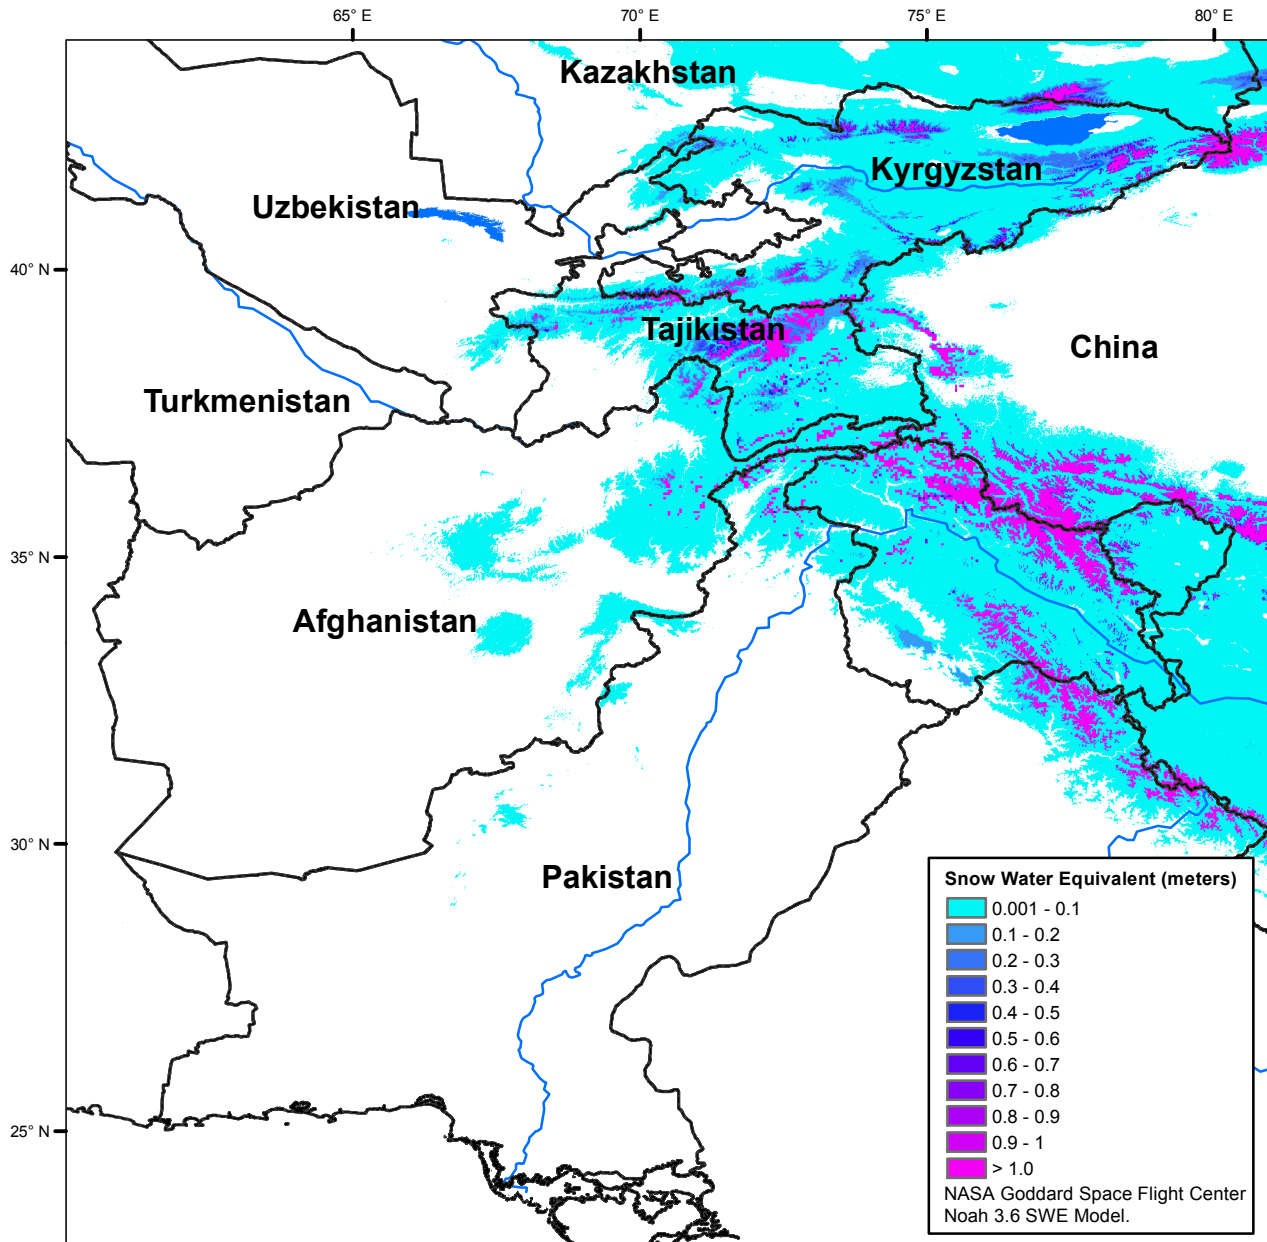 65° E
70° E
75° E
80° E
Kazakhstan
Kyrgyzstan
Uzbekistan
40° N
Tajikistan
China
Turkmenistan
35° N
Afghanistan
30° N
Pakistan
25° N
Snow Water Equivalent (meters)
0.001 - 0.1
0.1 - 0.2
0.2 - 0.3
0.3 - 0.4
0.4 - 0.5
0.5 - 0.6
0.6 - 0.7
0.7 - 0.8
0.8 - 0.9
0.9 - 1
> 1.0
NASA Goddard Space Flight Center
Noah 3.6 SWE Model.